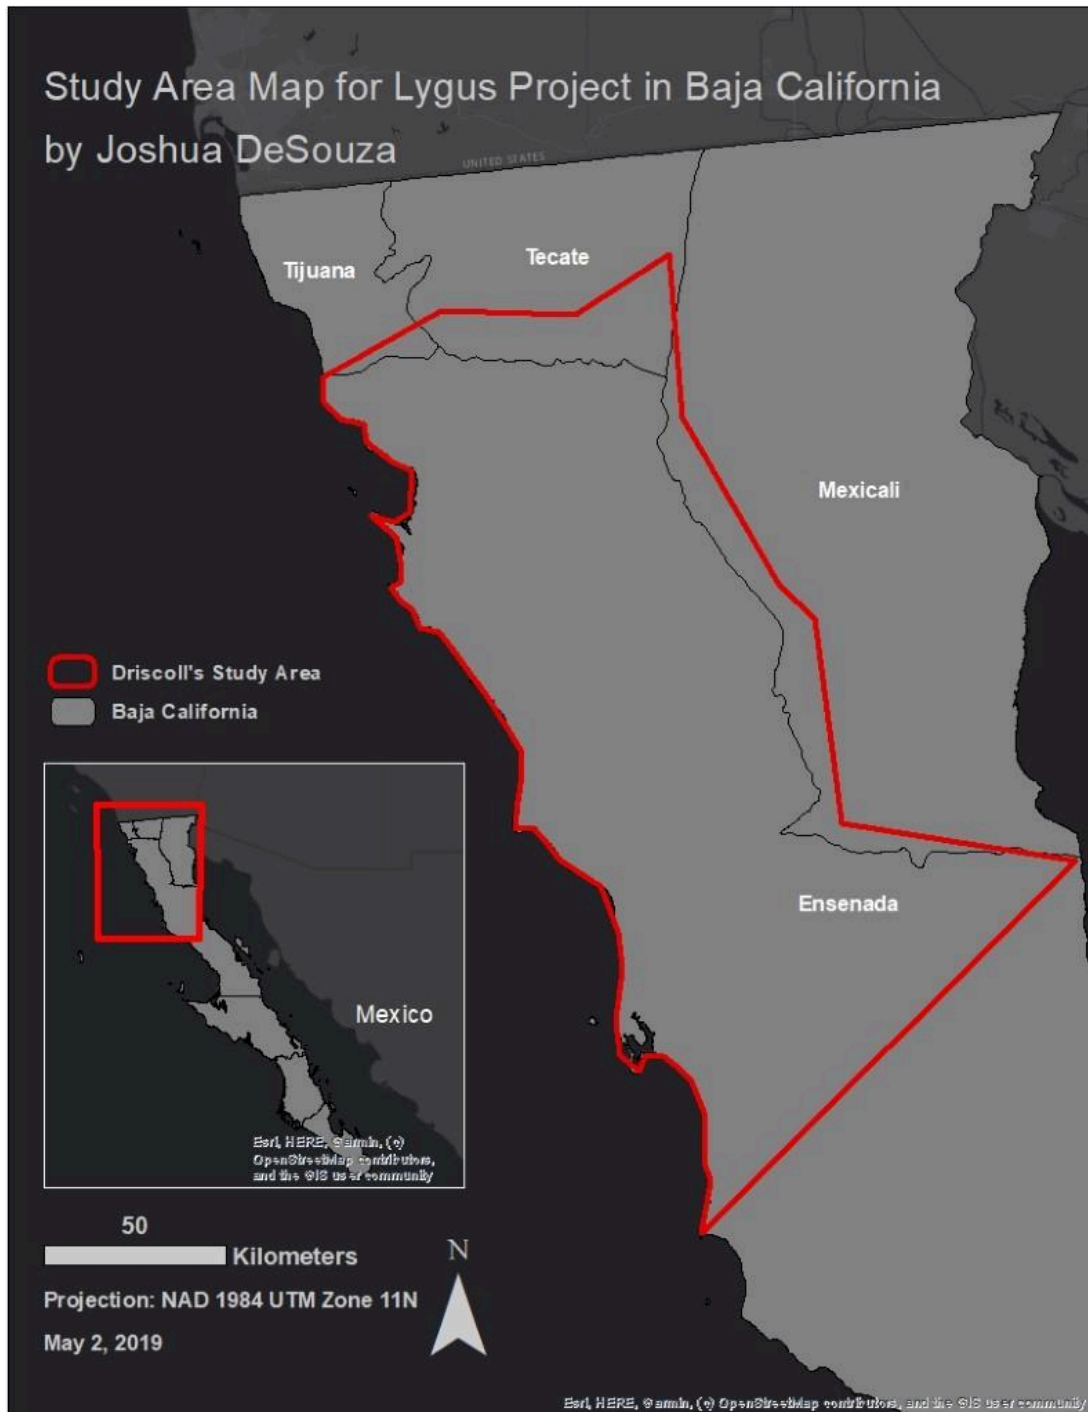 Study Area Map for Lygus Project in Baja California
by Joshua DeSouza
UNITED STATES
Tijuana
Tecate
Mexicali
Driscoll's Study Area
Baja California
Ensenada
Mexico
Esri, HERE, Garmin, (c)
OpenStreetMap contributors,
and the GIS user community
50
Kilometers
N
Projection: NAD 1984 UTM Zone 11N
May 2, 2019
Esri, HERE, Garmin, (c) OpenStreetMap contributors, and the GIS user community